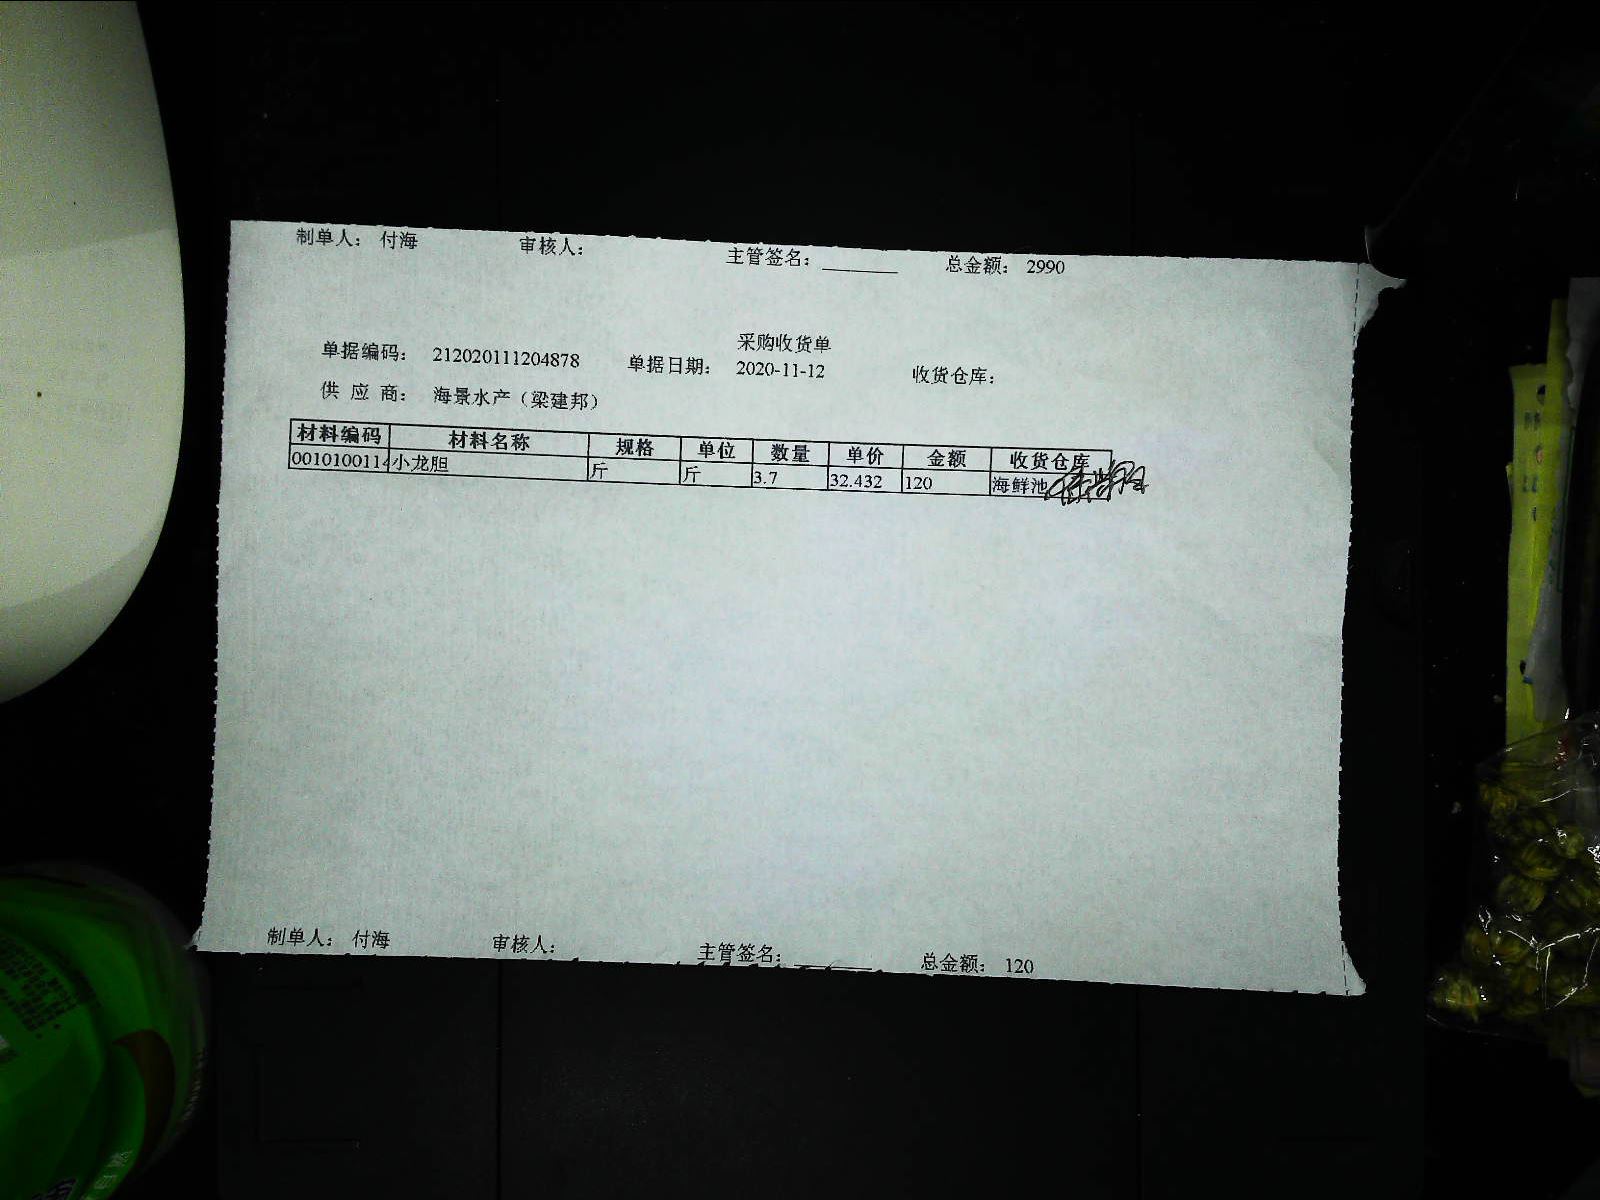 制单人： 付海 审核人： 主管签名：________ 总金额： 2990
采购收货单
单据编码： 212020111204878 单据日期： 2020-11-12 收货仓库：
供 应 商： 海景水产（梁建邦）
材料编码 材料名称 规格 单位 数量 单价 金额 收货仓库
0010100114 小龙胆 斤 斤 3.7 32.432 120 海鲜池
制单人： 付海 审核人： 主管签名：________ 总金额： 120